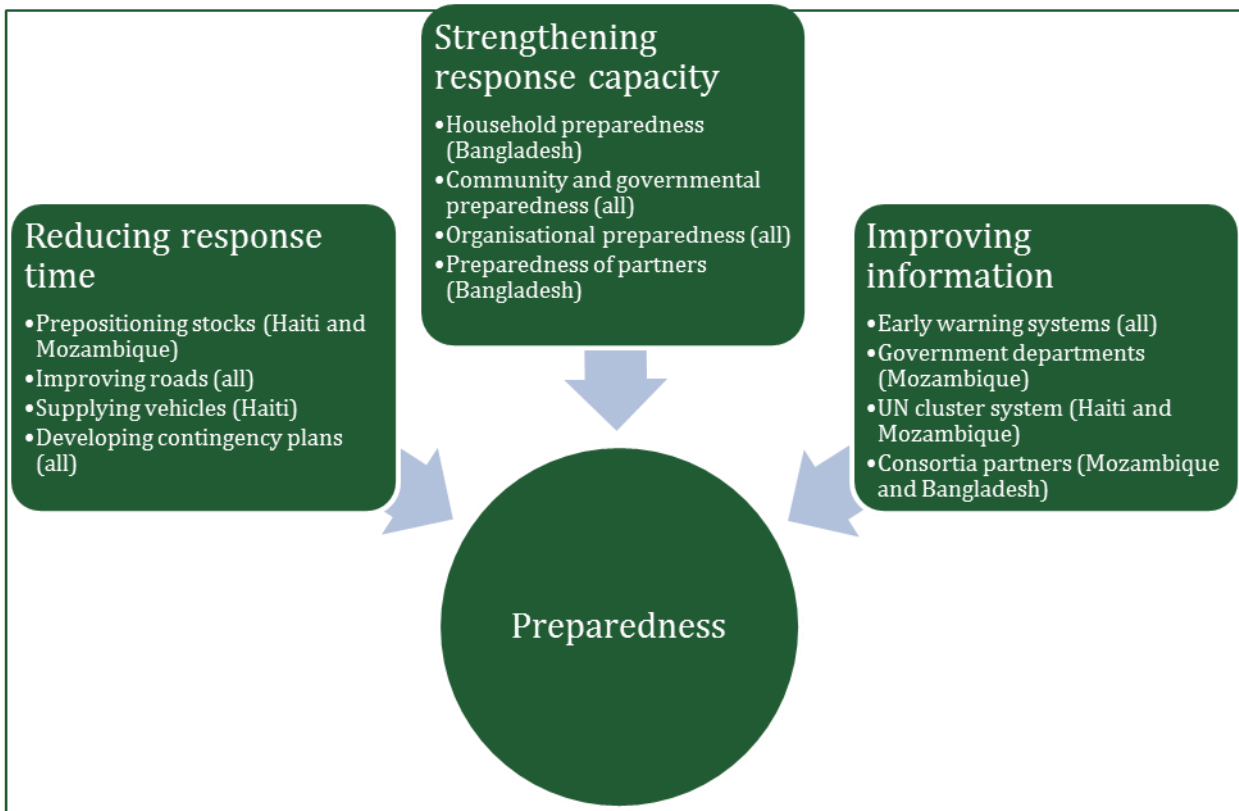 Strengthening
response capacity
•Household preparedness
(Bangladesh)
•Community and governmental
preparedness (all)
•Organisational preparedness (all)
•Preparedness of partners
(Bangladesh)
Reducing response
time
•Prepositioning stocks (Haiti and
Mozambique)
•Improving roads (all)
•Supplying vehicles (Haiti)
•Developing contingency plans
(all)
Improving
information
•Early warning systems (all)
•Government departments
(Mozambique)
•UN cluster system (Haiti and
Mozambique)
•Consortia partners (Mozambique
and Bangladesh)
Preparedness